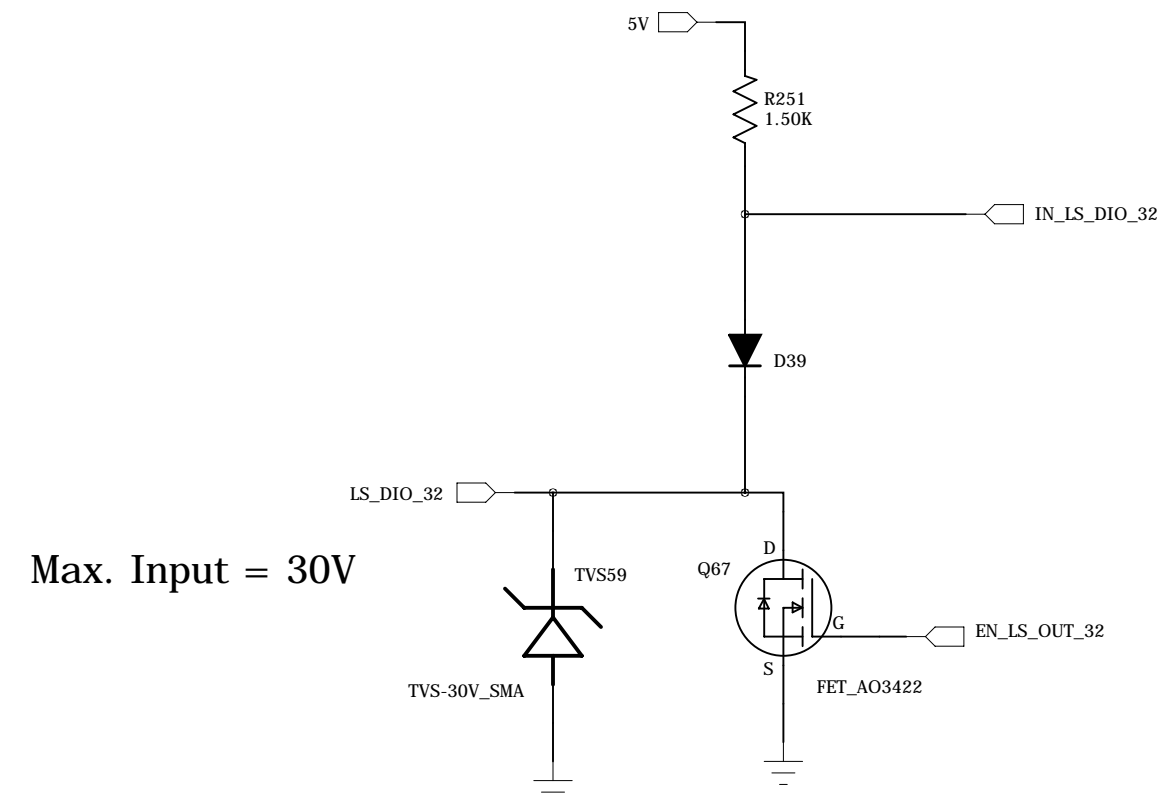 5V
R251
1.50K
IN_LS_DIO_32
D39
LS_DIO_32
Max. Input = 30V
D
Q67
TVS59
G
EN_LS_OUT_32
S
FET_AO3422
TVS-30V_SMA